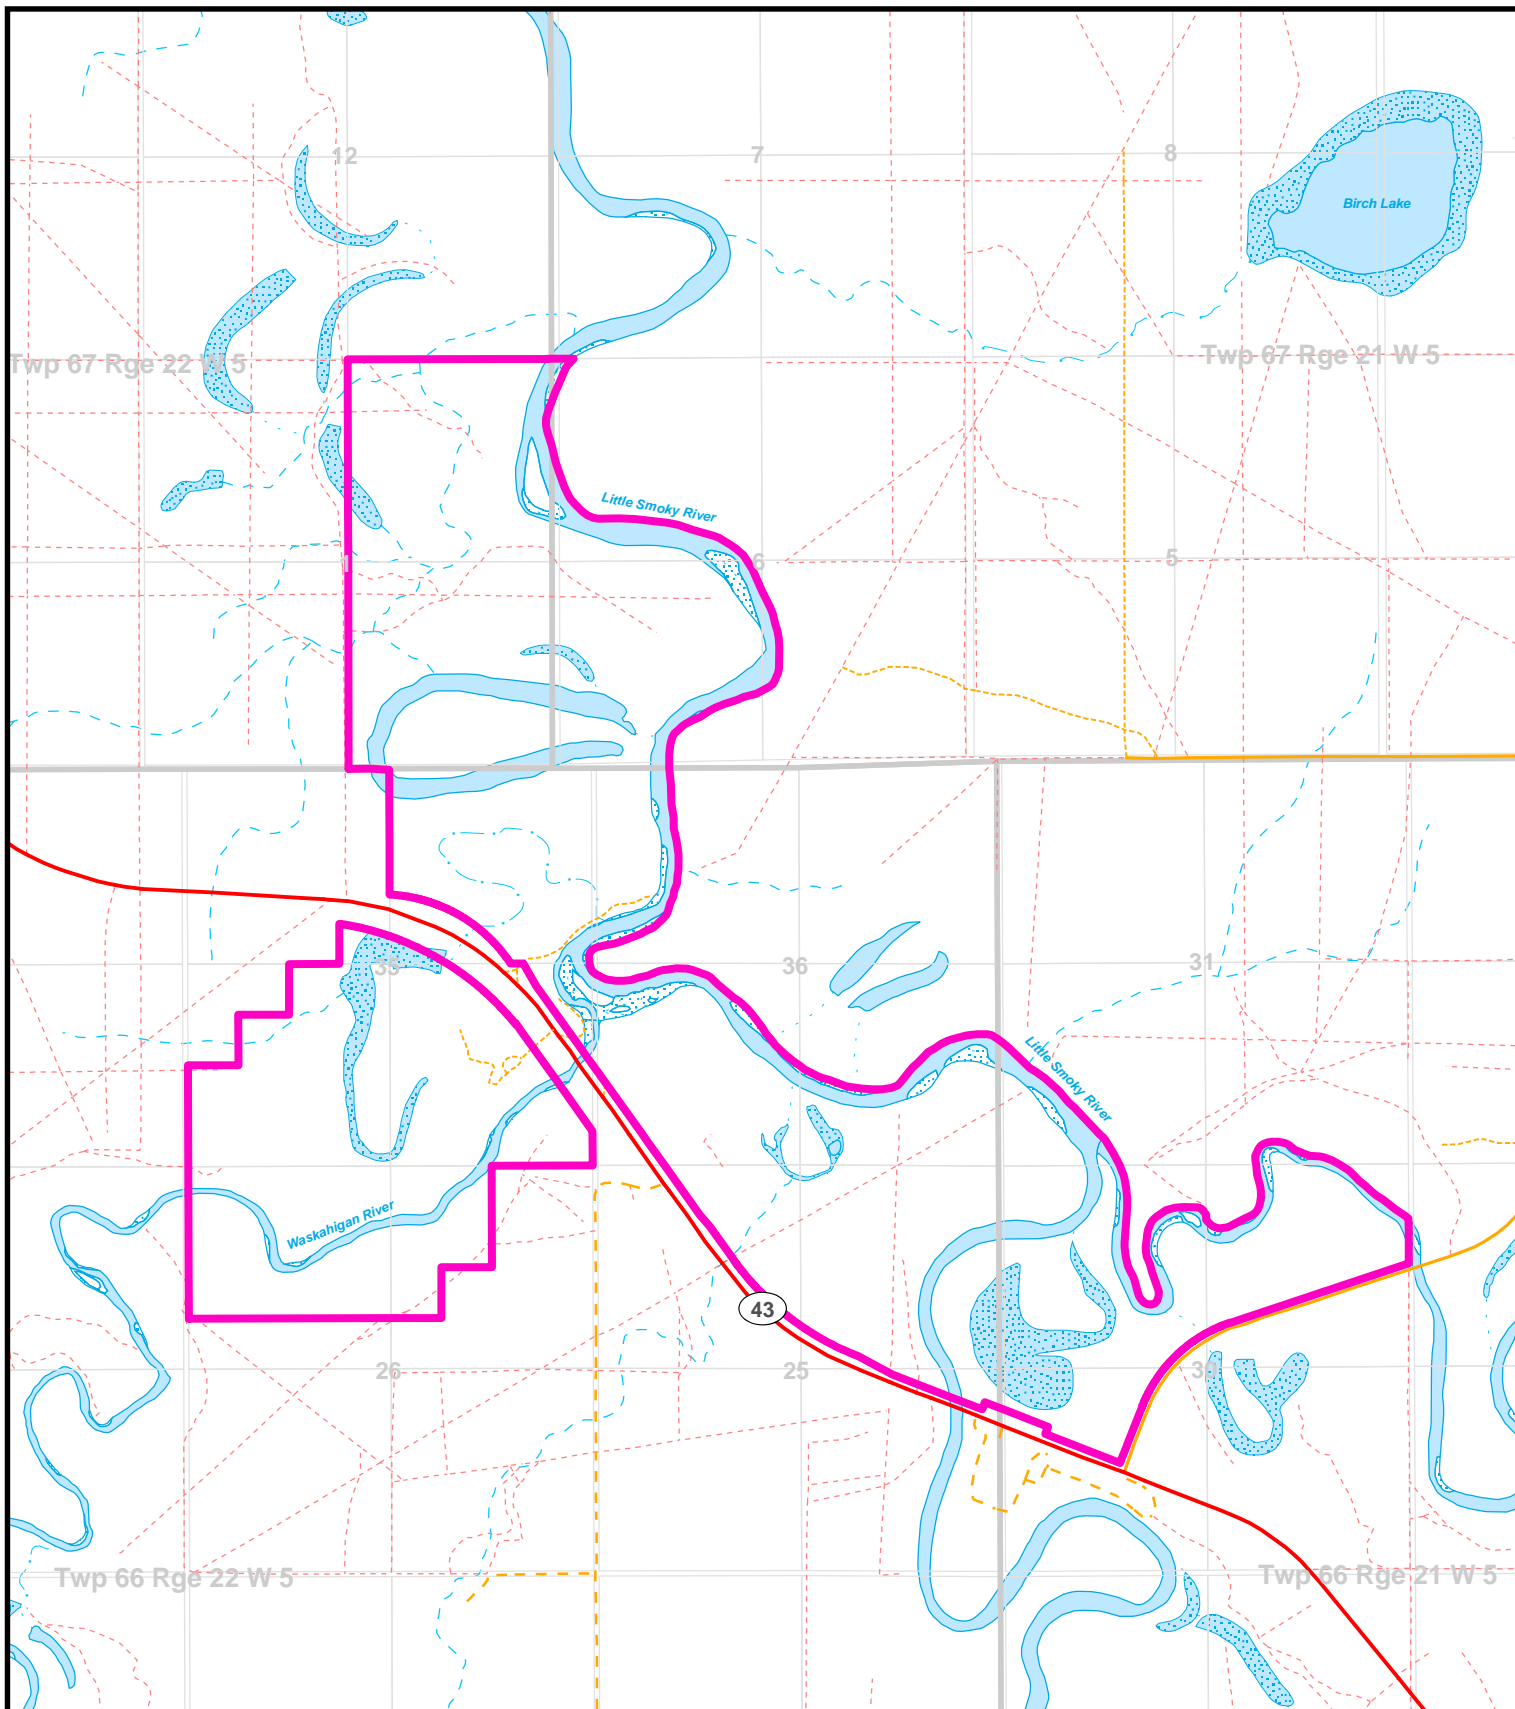 12
7
8
Birch Lake
Twp 67 Rge 22 W 5
Twp 67 Rge 21 W 5
Little Smoky River
1
6
5
35
36
31
Little Smoky River
Waskahigan River
43
26
25
30
Twp 66 Rge 22 W 5
Twp 66 Rge 21 W 5